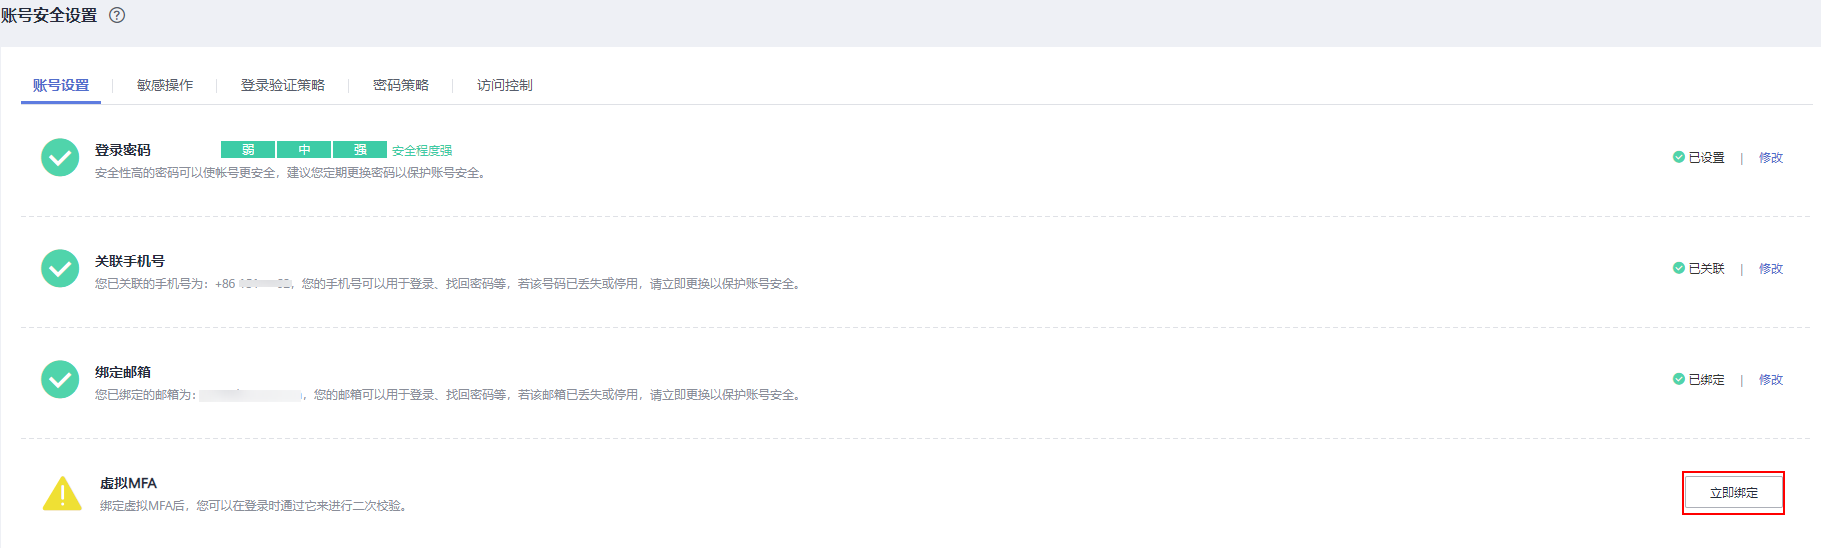 账号安全设置 ?
账号设置 敏感操作 登录验证策略 密码策略 访问控制
登录密码 弱 中 强 安全程度强
安全性高的密码可以使帐号更安全，建议您定期更换密码以保护账号安全。
已设置 | 修改
关联手机号
您已关联的手机号为：+86 ，您的手机号可以用于登录、找回密码等，若该号码已丢失或停用，请立即更换以保护账号安全。
已关联 | 修改
绑定邮箱
您已绑定的邮箱为： ，您的邮箱可以用于登录、找回密码等，若该邮箱已丢失或停用，请立即更换以保护账号安全。
已绑定 | 修改
虚拟MFA
绑定虚拟MFA后，您可以在登录时通过它来进行二次校验。
立即绑定